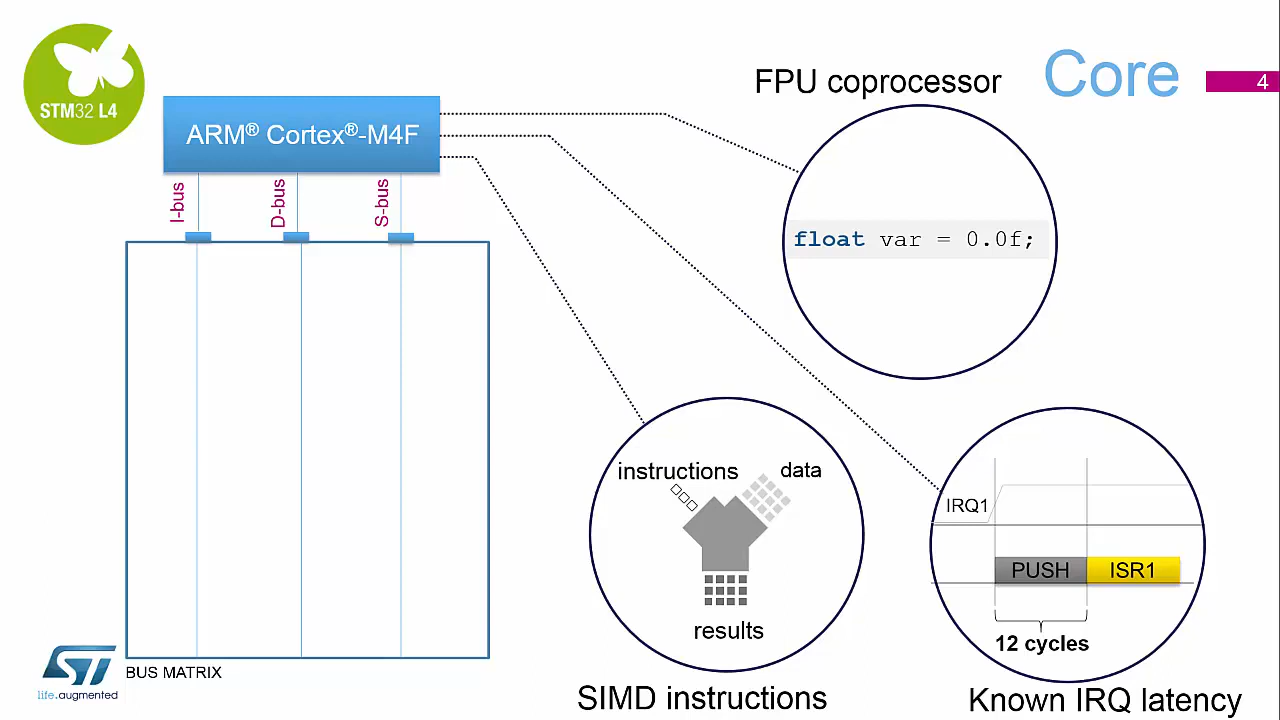 STM32 L4
Core
4
ARM® Cortex®-M4F
I-bus
D-bus
S-bus
BUS MATRIX
FPU coprocessor
float var = 0.0f;
instructions
data
results
SIMD instructions
IRQ1
PUSH
ISR1
12 cycles
Known IRQ latency
ST
life.augmented